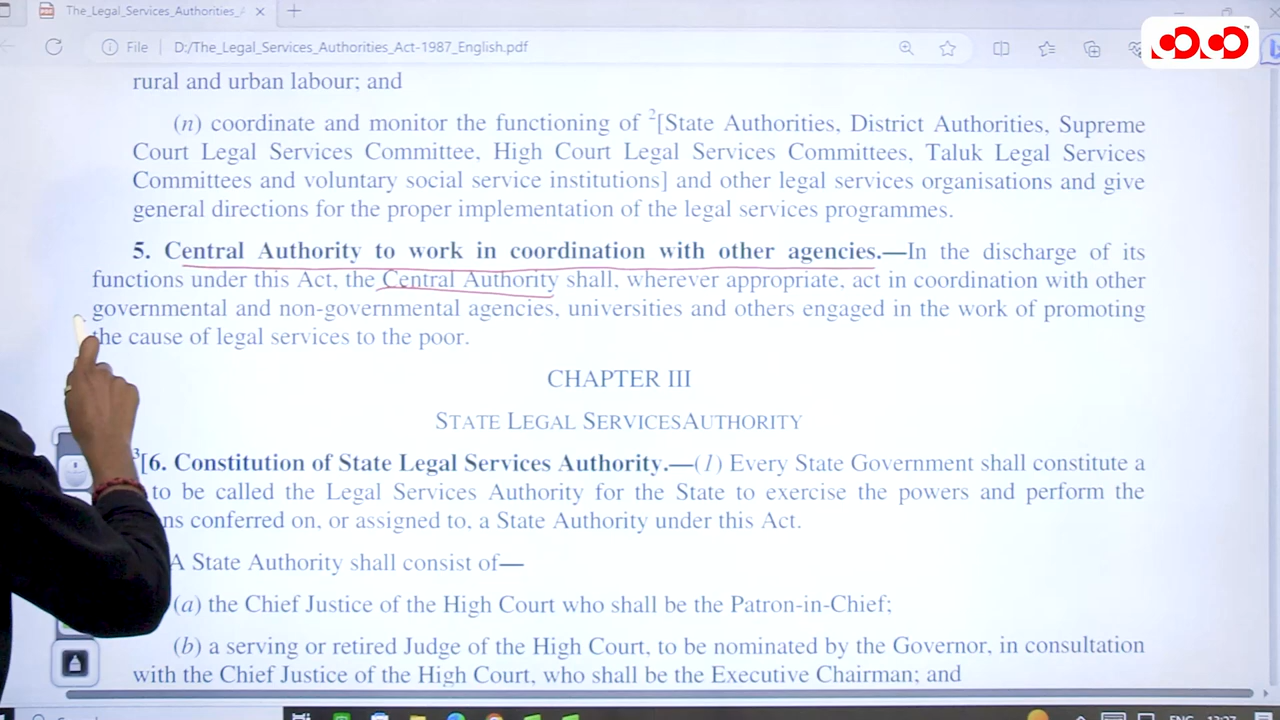 The_Legal_Services_Authorities_A
File
D:/The_Legal_Services_Authorities_Act-1987_English.pdf
rural and urban labour; and
(n) coordinate and monitor the functioning of 2[State Authorities, District Authorities, Supreme
Court Legal Services Committee, High Court Legal Services Committees, Taluk Legal Services
Committees and voluntary social service institutions] and other legal services organisations and give
general directions for the proper implementation of the legal services programmes.
5. Central Authority to work in coordination with other agencies.—In the discharge of its
functions under this Act, the Central Authority shall, wherever appropriate, act in coordination with other
governmental and non-governmental agencies, universities and others engaged in the work of promoting
the cause of legal services to the poor.
CHAPTER III
STATE LEGAL SERVICESAUTHORITY
3[6. Constitution of State Legal Services Authority.—(1) Every State Government shall constitute a
to be called the Legal Services Authority for the State to exercise the powers and perform the
ns conferred on, or assigned to, a State Authority under this Act.
A State Authority shall consist of—
(a) the Chief Justice of the High Court who shall be the Patron-in-Chief;
(b) a serving or retired Judge of the High Court, to be nominated by the Governor, in consultation
with the Chief Justice of the High Court, who shall be the Executive Chairman; and